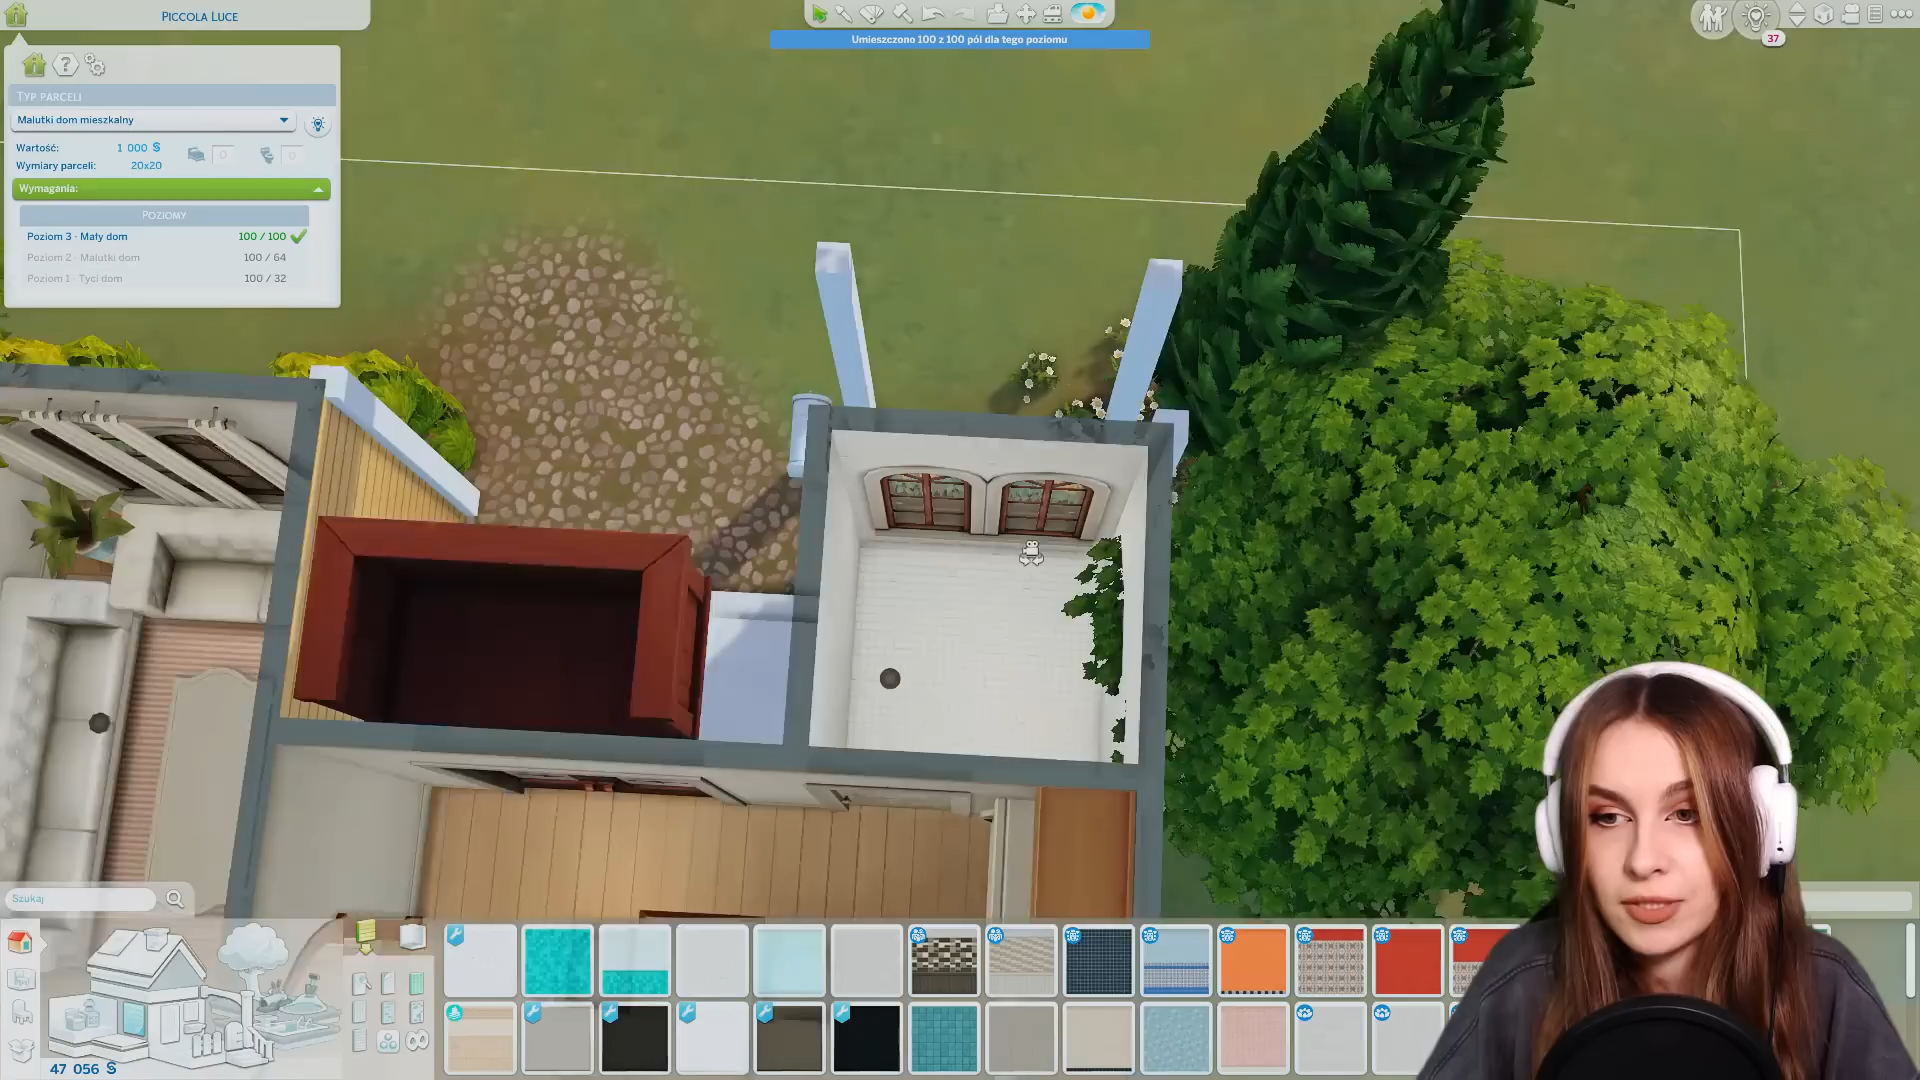 Piccola Luce
Umieszczono 100 z 100 pól dla tego poziomu
37
Typ parceli
Malutki dom mieszkalny
Wartość: 1 000 §
0
0
Wymiary parceli: 20x20
Wymagania:
Poziomy
Poziom 3 - Mały dom 100 / 100
Poziom 2 - Malutki dom 100 / 64
Poziom 1 - Tyci dom 100 / 32
Szukaj
47 056 §